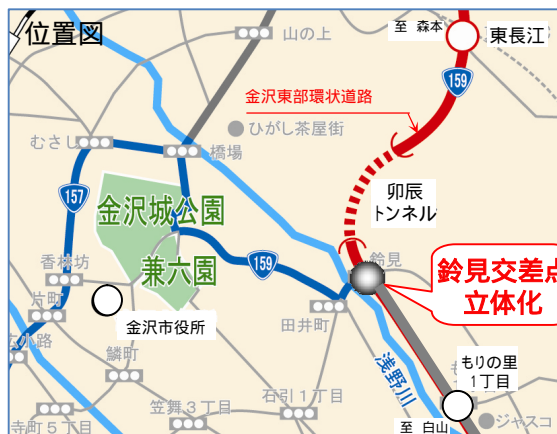 位置図
山の上
至 森本
東長江
159
金沢東部環状道路
ひがし茶屋街
むさし
橋場
卯辰
トンネル
157
金沢城公園
兼六園
159
鈴見
鈴見交差点
立体化
香林坊
片町
金沢市役所
田井町
浅野川
広小路
鱗町
もりの里
1丁目
石引1丁目
笠舞3丁目
寺町5丁目
至 白山
ジャスコ